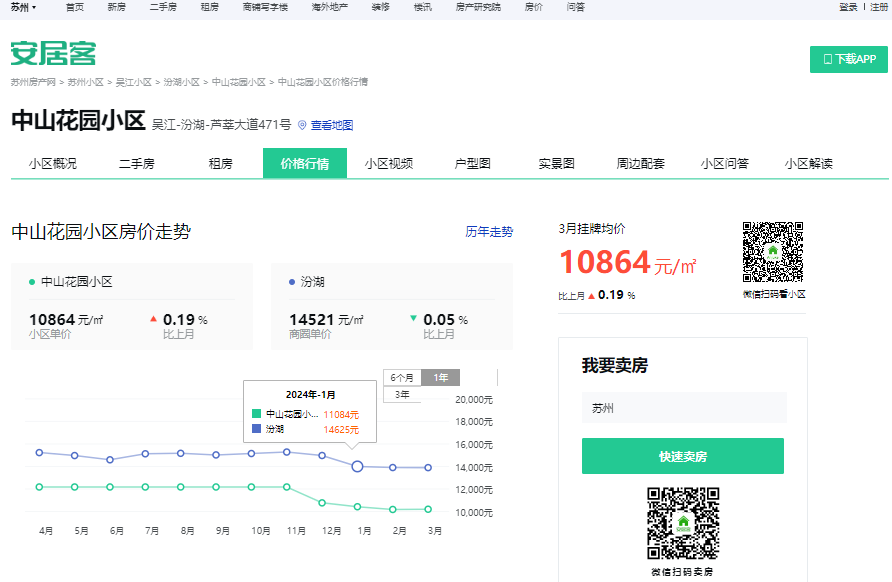 苏州 首页 新房 二手房 租房 商铺写字楼 海外地产 装修 楼讯 房产研究院 房价 问答 登录 | 注册
安居客
下载APP
苏州房产网 > 苏州小区 > 吴江小区 > 汾湖小区 > 中山花园小区 > 中山花园小区价格行情
中山花园小区 吴江-汾湖-芦莘大道471号 查看地图
小区概况 二手房 租房 价格行情 小区视频 户型图 实景图 周边配套 小区问答 小区解读
中山花园小区房价走势 历年走势
中山花园小区
10864 元/㎡ 0.19 %
小区单价 比上月
汾湖
14521 元/㎡ 0.05 %
商圈单价 比上月
6个月 1年
3年
2024年-1月
中山花园小... 11084元
汾湖 14625元
20,000元
18,000元
16,000元
14,000元
12,000元
10,000元
4月 5月 6月 7月 8月 9月 10月 11月 12月 1月 2月 3月
3月挂牌均价
10864 元/㎡
比上月 0.19 %
微信扫码看小区
我要卖房
苏州
快速卖房
微信扫码卖房